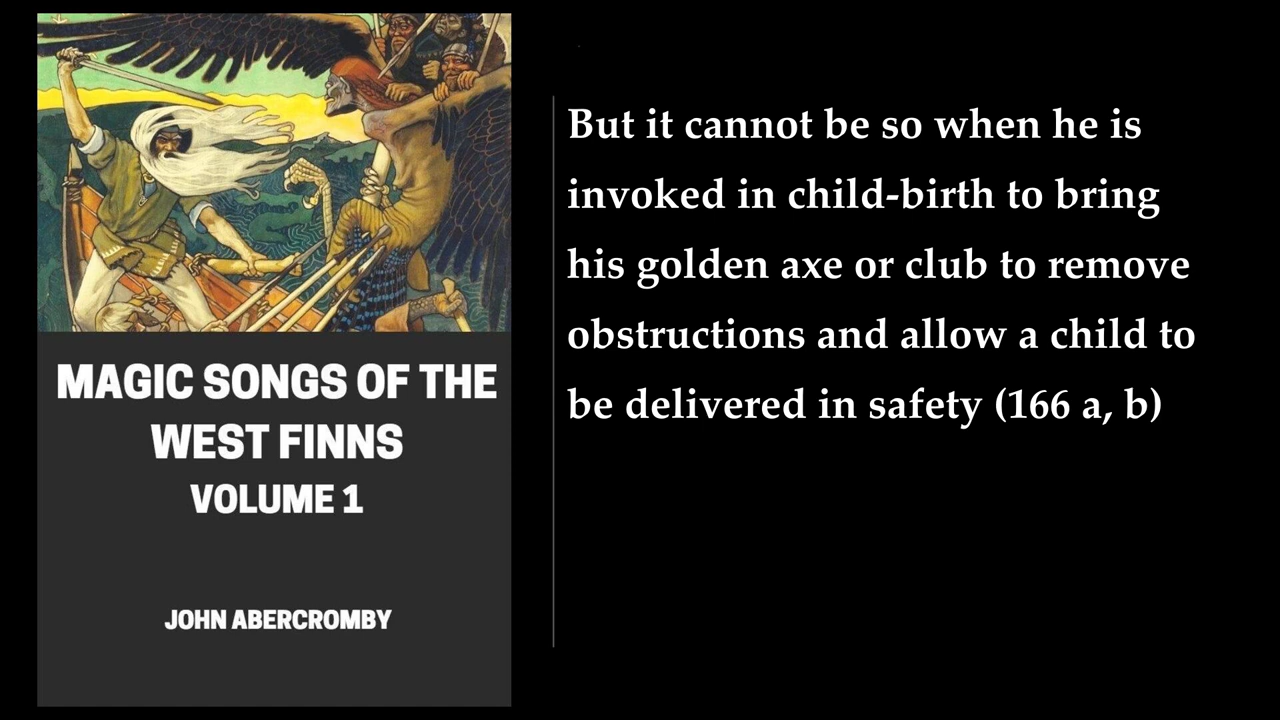 MAGIC SONGS OF THE
WEST FINNS
VOLUME 1
JOHN ABERCROMBY
But it cannot be so when he is
invoked in child-birth to bring
his golden axe or club to remove
obstructions and allow a child to
be delivered in safety (166 a, b)